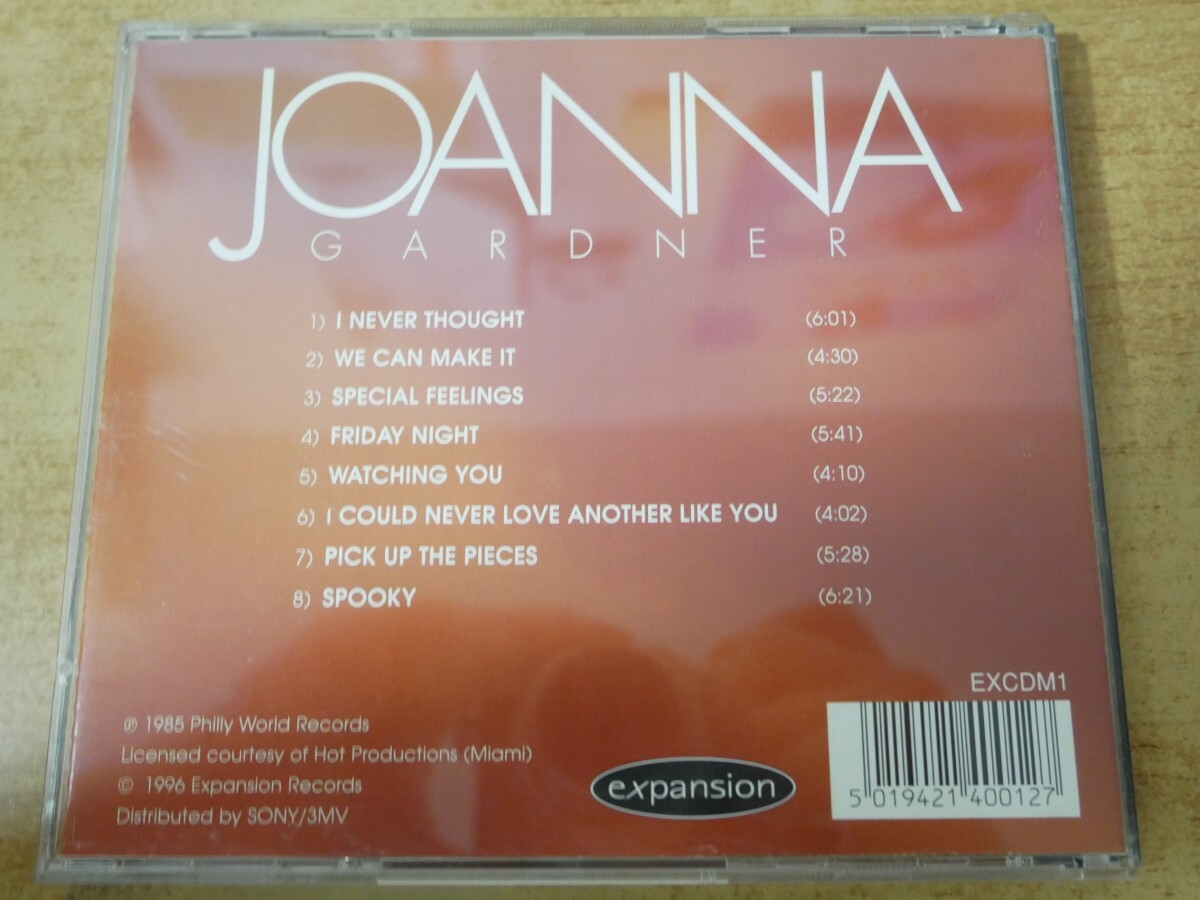 JOANNA
GARDNER
1) I NEVER THOUGHT (6:01)
2) WE CAN MAKE IT (4:30)
3) SPECIAL FEELINGS (5:22)
4) FRIDAY NIGHT (5:41)
5) WATCHING YOU (4:10)
6) I COULD NEVER LOVE ANOTHER LIKE YOU (4:02)
7) PICK UP THE PIECES (5:28)
8) SPOOKY (6:21)
EXCDM1
℗ 1985 Philly World Records
Licensed courtesy of Hot Productions (Miami)
© 1996 Expansion Records
Distributed by SONY/3MV
expansion
5 019421 400127